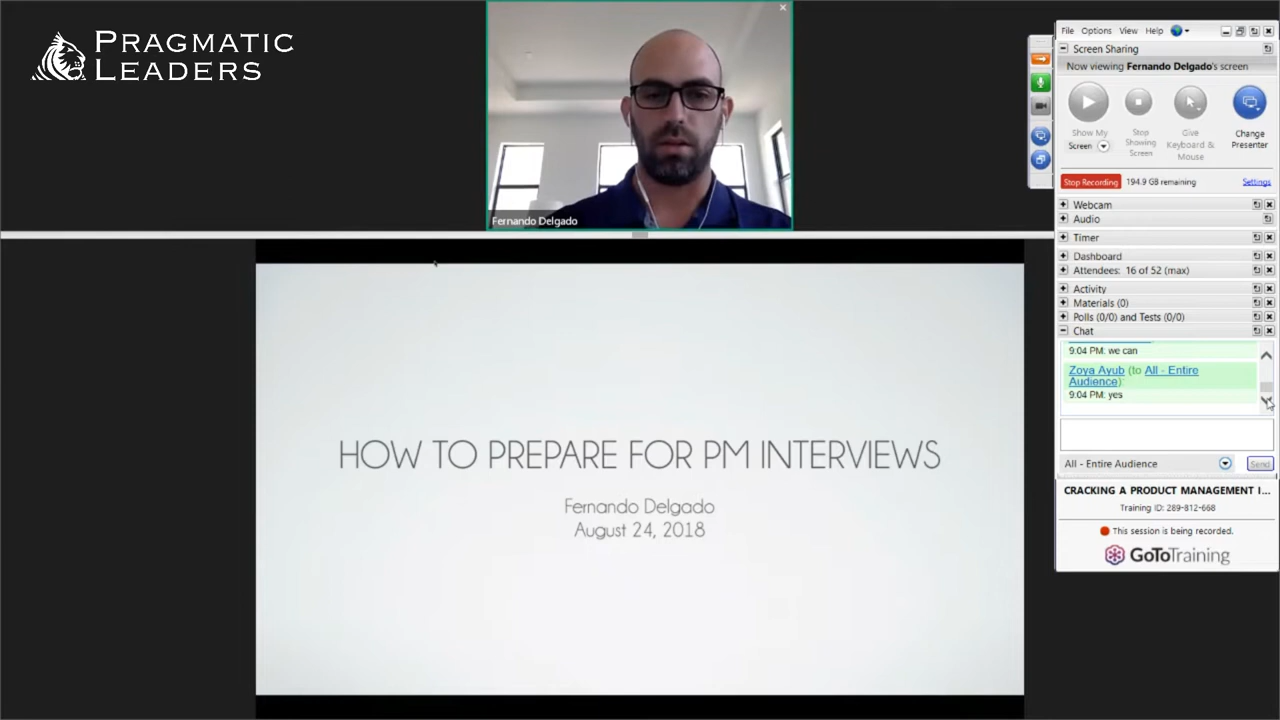 PRAGMATIC
LEADERS
Fernando Delgado
HOW TO PREPARE FOR PM INTERVIEWS
Fernando Delgado
August 24, 2018
File Options View Help
Screen Sharing
Now viewing Fernando Delgado's screen
Show My
Screen
Stop
Showing
Screen
Give
Keyboard &
Mouse
Change
Presenter
Stop Recording 194.9 GB remaining Settings
Webcam
Audio
Timer
Dashboard
Attendees: 16 of 52 (max)
Activity
Materials (0)
Polls (0/0) and Tests (0/0)
Chat
9:04 PM: we can
Zoya Ayub (to All - Entire
Audience):
9:04 PM: yes
All - Entire Audience Send
CRACKING A PRODUCT MANAGEMENT I...
Training ID: 289-812-668
This session is being recorded.
GoToTraining